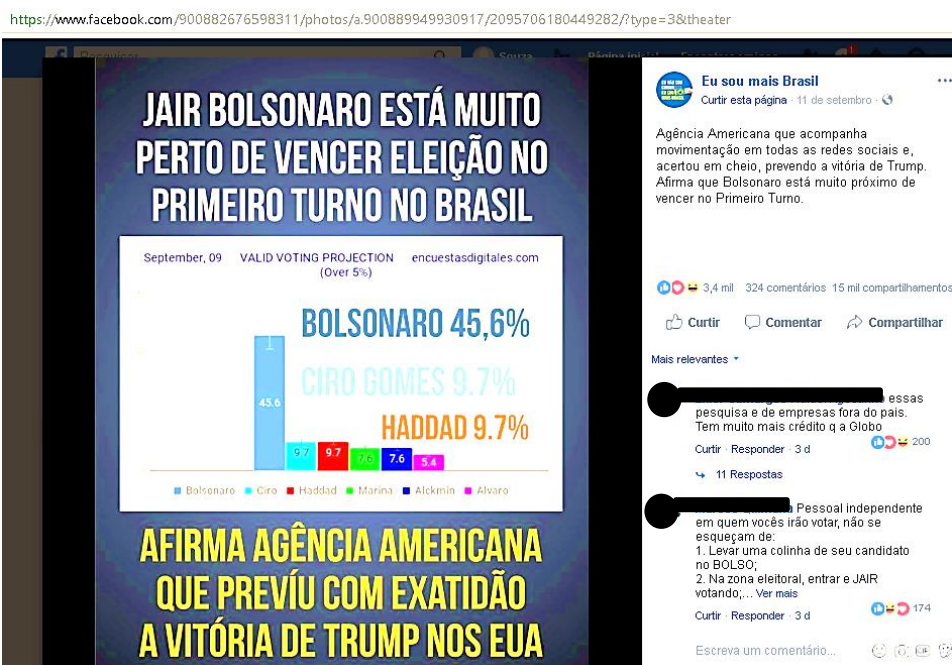 https://www.facebook.com/900882676598311/photos/a.900889949930917/2095706180449282/?type=3&theater
JAIR BOLSONARO ESTÁ MUITO
PERTO DE VENCER ELEIÇÃO NO
PRIMEIRO TURNO NO BRASIL
September, 09 VALID VOTING PROJECTION encuestasdigitales.com
(Over 5%)
BOLSONARO 45,6%
CIRO GOMES 9.7%
HADDAD 9.7%
45.6
9.7 9.7 7.6 7.6 5.4
Bolsonaro Ciro Haddad Marina Alckmin Alvaro
AFIRMA AGÊNCIA AMERICANA
QUE PREVÍU COM EXATIDÃO
A VITÓRIA DE TRUMP NOS EUA
Eu sou mais Brasil
Curtir esta página · 11 de setembro ·
Agência Americana que acompanha
movimentação em todas as redes sociais e,
acertou em cheio, prevendo a vitória de Trump.
Afirma que Bolsonaro está muito próximo de
vencer no Primeiro Turno.
3,4 mil 324 comentários 15 mil compartilhamentos
Curtir Comentar Compartilhar
Mais relevantes
essas
pesquisa e de empresas fora do pais.
Tem muito mais crédito q a Globo
Curtir · Responder · 3 d 200
11 Respostas
Pessoal independente
em quem vocês irão votar, não se
esqueçam de:
1. Levar uma colinha de seu candidato
no BOLSO;
2. Na zona eleitoral, entrar e JAIR
votando;... Ver mais
Curtir · Responder · 3 d 174
Escreva um comentário...